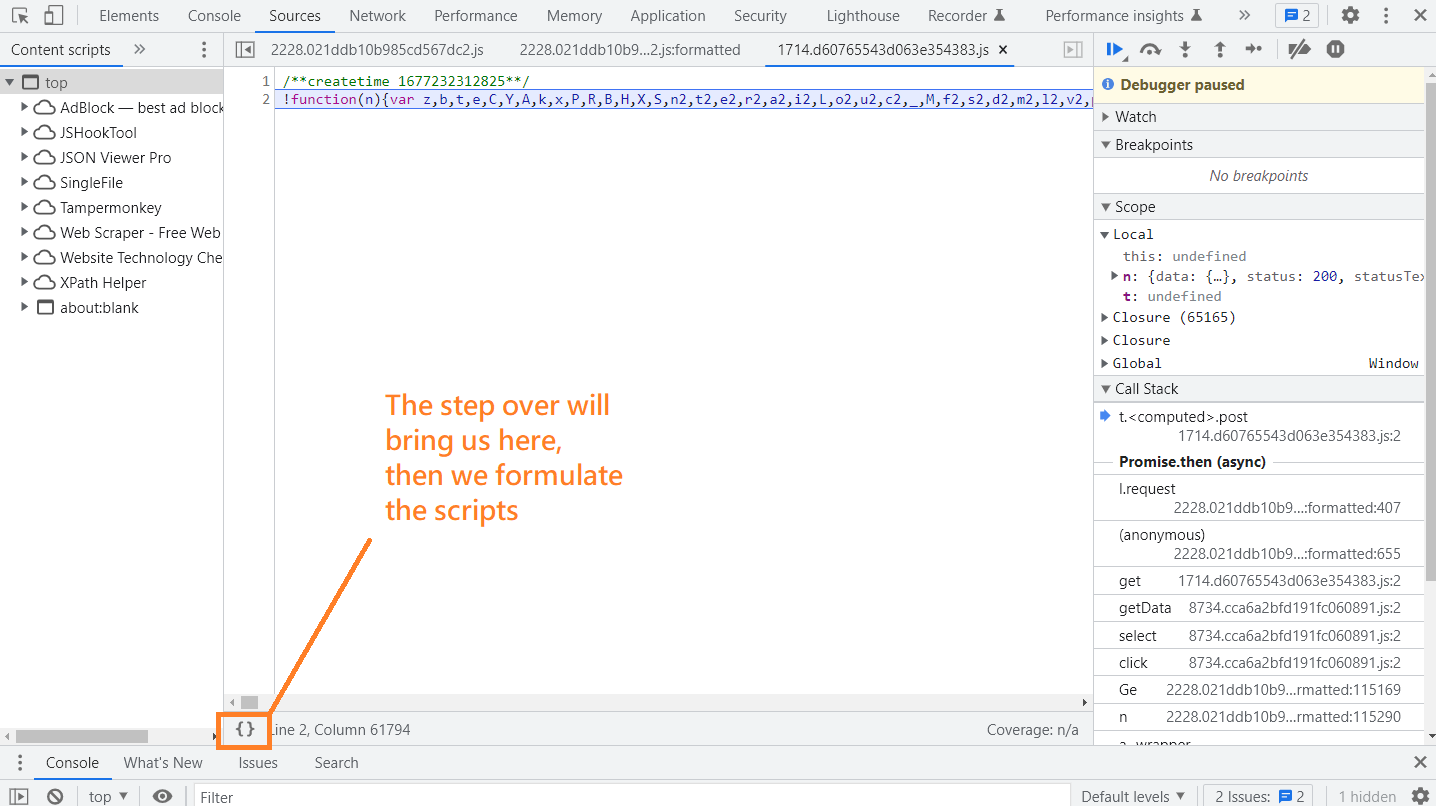 Elements Console Sources Network Performance Memory Application Security Lighthouse Recorder Performance insights 2
Content scripts
2228.021ddb10b985cd567dc2.js 2228.021ddb10b9...2.js:formatted 1714.d60765543d063e354383.js
top
AdBlock — best ad block
JSHookTool
JSON Viewer Pro
SingleFile
Tampermonkey
Web Scraper - Free Web
Website Technology Che
XPath Helper
about:blank
1 /**createtime 1677232312825**/
2 !function(n){var z,b,t,e,C,Y,A,k,x,P,R,B,H,X,S,n2,t2,e2,r2,a2,i2,L,o2,u2,c2,_,M,f2,s2,d2,m2,l2,v2,
The step over will
bring us here,
then we formulate
the scripts
{} Line 2, Column 61794 Coverage: n/a
Debugger paused
Watch
Breakpoints
No breakpoints
Scope
Local
this: undefined
n: {data: {…}, status: 200, statusTex
t: undefined
Closure (65165)
Closure
Global Window
Call Stack
t.<computed>.post
1714.d60765543d063e354383.js:2
Promise.then (async)
l.request
2228.021ddb10b9...:formatted:407
(anonymous)
2228.021ddb10b9...:formatted:655
get 1714.d60765543d063e354383.js:2
getData 8734.cca6a2bfd191fc060891.js:2
select 8734.cca6a2bfd191fc060891.js:2
click 8734.cca6a2bfd191fc060891.js:2
Ge 2228.021ddb10b9...rmatted:115169
n 2228.021ddb10b9...rmatted:115290
Console What's New Issues Search
top Filter Default levels 2 Issues: 2 1 hidden